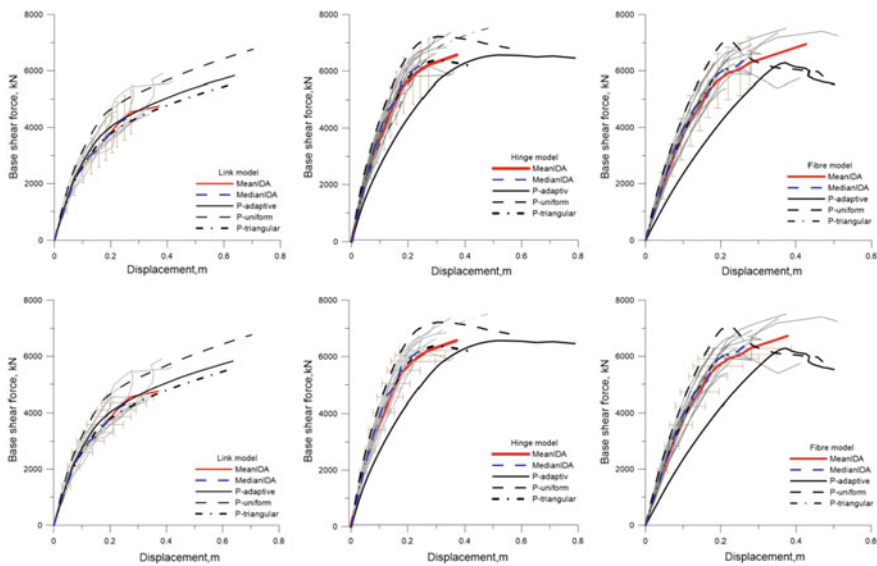 8000
6000
4000
2000
0
Base shear force, kN
0 0.2 0.4 0.6 0.8
Displacement,m
Link model
MeanIDA
MedianIDA
P-adaptive
P-uniform
P-triangular
8000
6000
4000
2000
0
Base shear force, kN
0 0.2 0.4 0.6 0.8
Displacement,m
Hinge model
MeanIDA
MedianIDA
P-adaptiv
P-uniform
P-triangular
8000
6000
4000
2000
0
Base shear force, kN
0 0.2 0.4 0.6
Displacement,m
Fibre model
MeanIDA
MedianIDA
P-adaptive
P-uniform
P-triangular
8000
6000
4000
2000
0
Base shear force, kN
0 0.2 0.4 0.6 0.8
Displacement,m
Link model
MeanIDA
MedianIDA
P-adaptive
P-uniform
P-triangular
8000
6000
4000
2000
0
Base shear force, kN
0 0.2 0.4 0.6 0.8
Displacement,m
Hinge model
MeanIDA
MedianIDA
P-adaptiv
P-uniform
P-triangular
8000
6000
4000
2000
0
Base shear force, kN
0 0.2 0.4 0.6
Displacement,m
Fibre model
MeanIDA
MedianIDA
P-adaptive
P-uniform
P-triangular